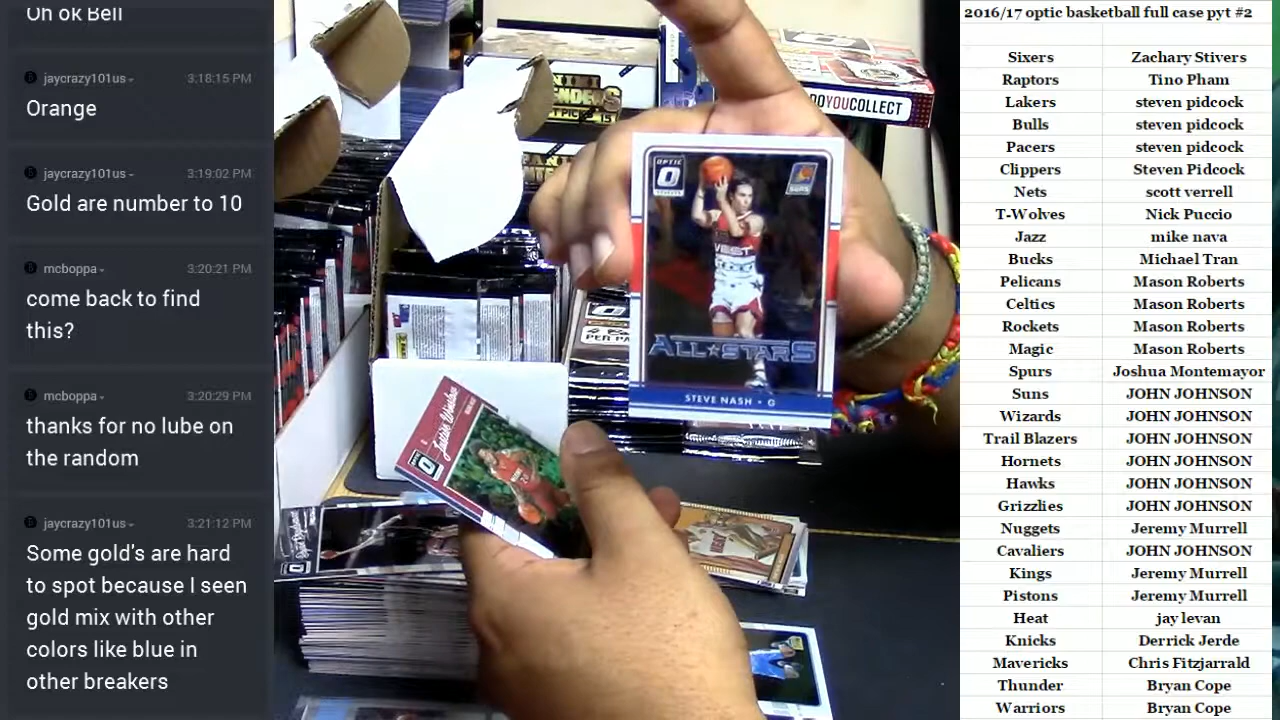 Oh ok Bell
jaycrazy101us
3:18:15 PM
Orange
jaycrazy101us
3:19:02 PM
Gold are number to 10
mcboppa
3:20:21 PM
come back to find
this?
mcboppa
3:20:29 PM
thanks for no lube on
the random
jaycrazy101us
3:21:12 PM
Some gold's are hard
to spot because I seen
gold mix with other
colors like blue in
other breakers
PANINI
15
DOYOUCOLLECT
OPTIC
SUNS
WEST
ALL★STARS
STEVE NASH • G
2016/17 optic basketball full case pyt #2
Sixers Zachary Stivers
Raptors Tino Pham
Lakers steven pidcock
Bulls steven pidcock
Pacers steven pidcock
Clippers Steven Pidcock
Nets scott verrell
T-Wolves Nick Puccio
Jazz mike nava
Bucks Michael Tran
Pelicans Mason Roberts
Celtics Mason Roberts
Rockets Mason Roberts
Magic Mason Roberts
Spurs Joshua Montemayor
Suns JOHN JOHNSON
Wizards JOHN JOHNSON
Trail Blazers JOHN JOHNSON
Hornets JOHN JOHNSON
Hawks JOHN JOHNSON
Grizzlies JOHN JOHNSON
Nuggets Jeremy Murrell
Cavaliers JOHN JOHNSON
Kings Jeremy Murrell
Pistons Jeremy Murrell
Heat jay levan
Knicks Derrick Jerde
Mavericks Chris Fitzjarrald
Thunder Bryan Cope
Warriors Bryan Cope